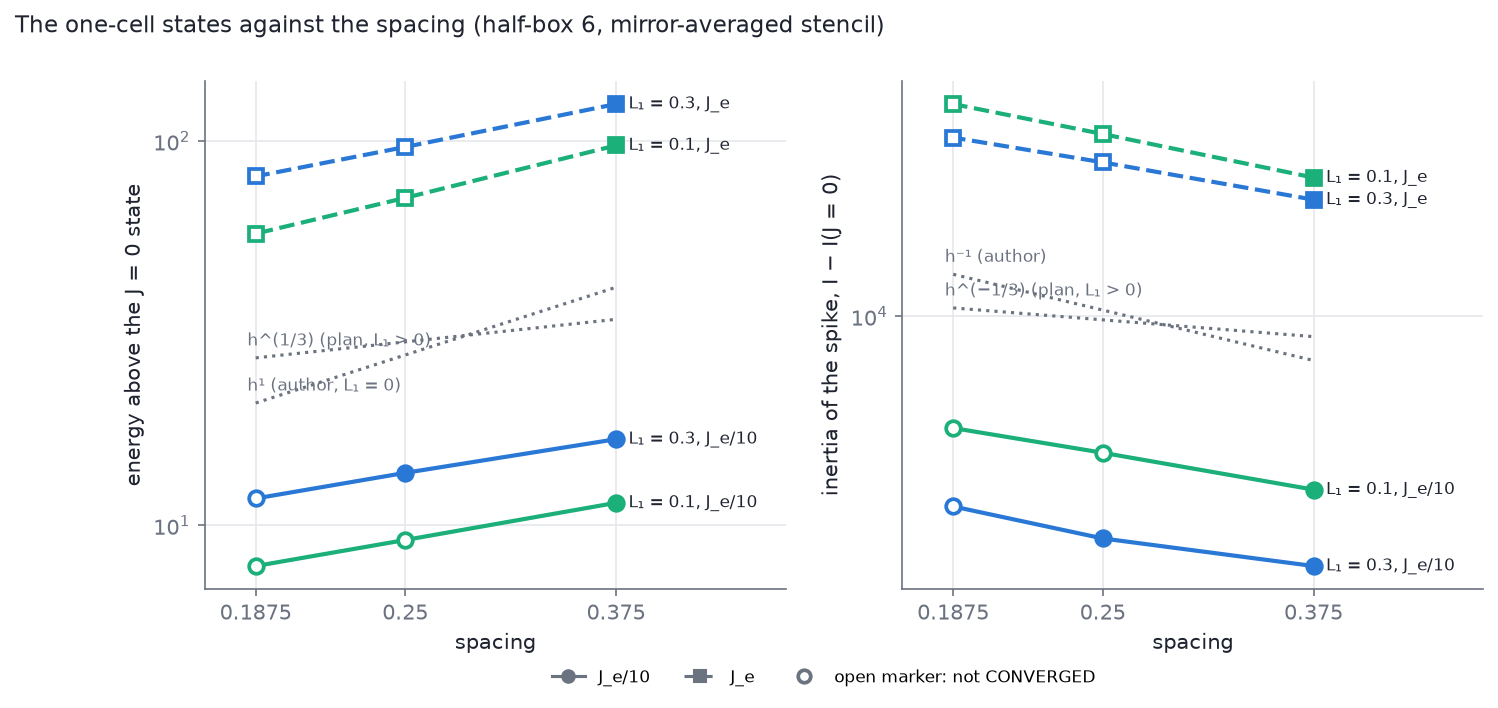 The one-cell states against the spacing (half-box 6, mirror-averaged stencil)
energy above the J = 0 state
10²
10¹
L₁ = 0.3, J_e
L₁ = 0.1, J_e
h^(1/3) (plan, L₁ > 0)
h¹ (author, L₁ = 0)
L₁ = 0.3, J_e/10
L₁ = 0.1, J_e/10
0.1875 0.25 0.375
spacing
inertia of the spike, I − I(J = 0)
10⁴
L₁ = 0.1, J_e
L₁ = 0.3, J_e
h⁻¹ (author)
h^(−1/3) (plan, L₁ > 0)
L₁ = 0.1, J_e/10
L₁ = 0.3, J_e/10
0.1875 0.25 0.375
spacing
J_e/10 J_e open marker: not CONVERGED